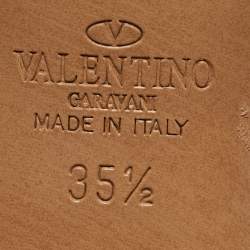 VALENTINO
GARAVANI
MADE IN ITALY
35½